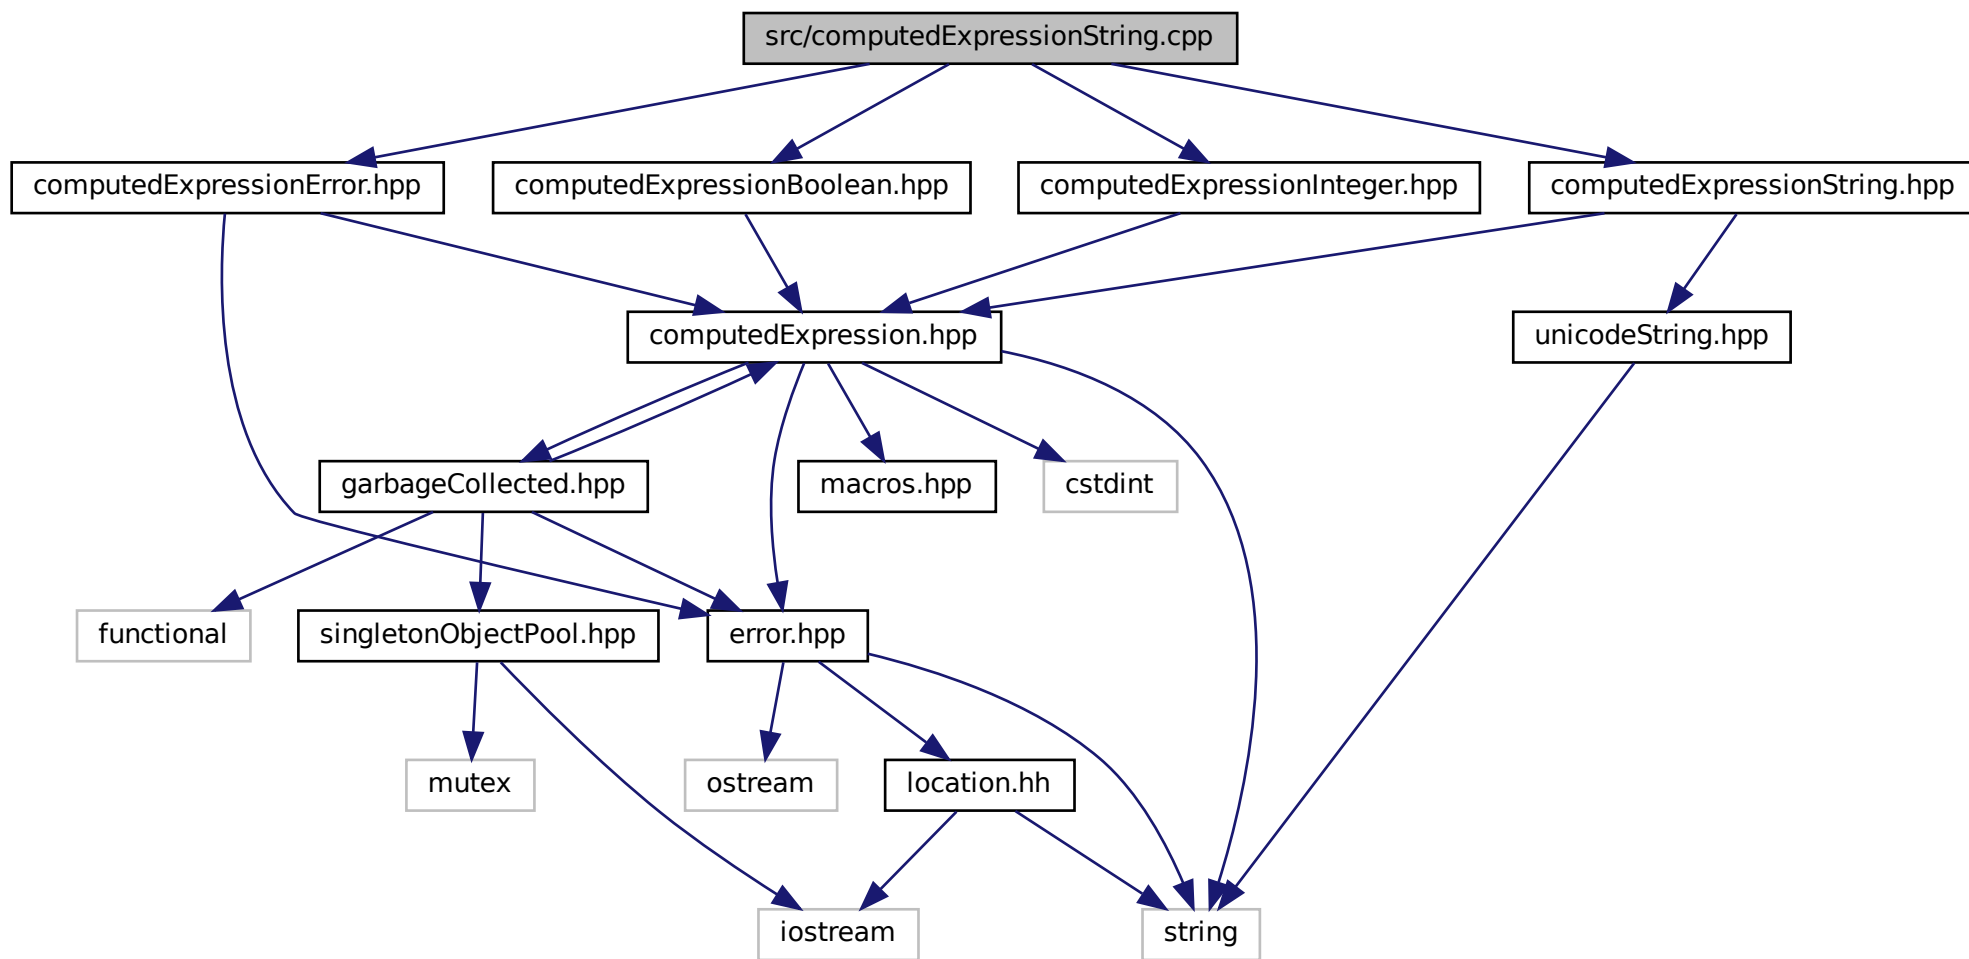 src/computedExpressionString.cpp
computedExpressionError.hpp
computedExpressionBoolean.hpp
computedExpressionInteger.hpp
computedExpressionString.hpp
computedExpression.hpp
unicodeString.hpp
garbageCollected.hpp
macros.hpp
cstdint
functional
singletonObjectPool.hpp
error.hpp
mutex
ostream
location.hh
iostream
string